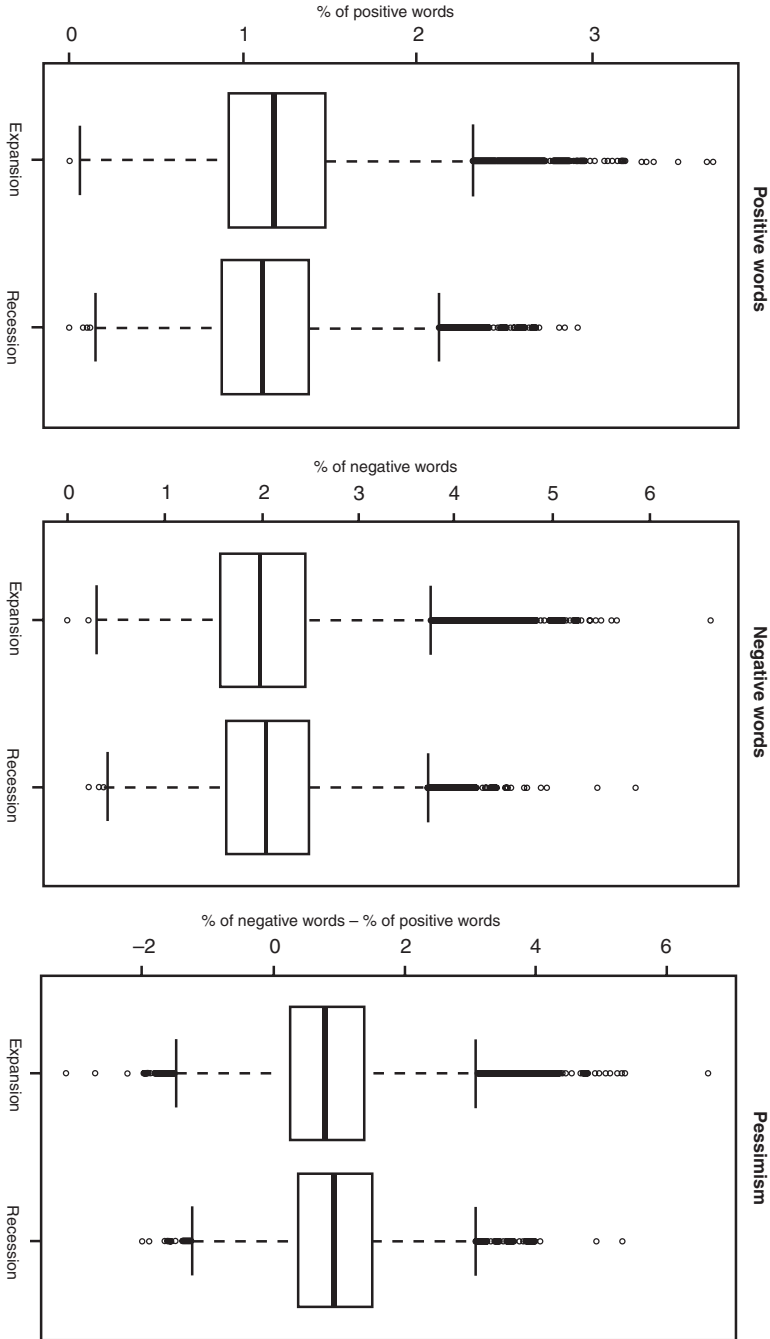 % of positive words
0 1 2 3
Expansion
Recession
Positive words
% of negative words
0 1 2 3 4 5 6
Expansion
Recession
Negative words
% of negative words – % of positive words
–2 0 2 4 6
Expansion
Recession
Pessimism